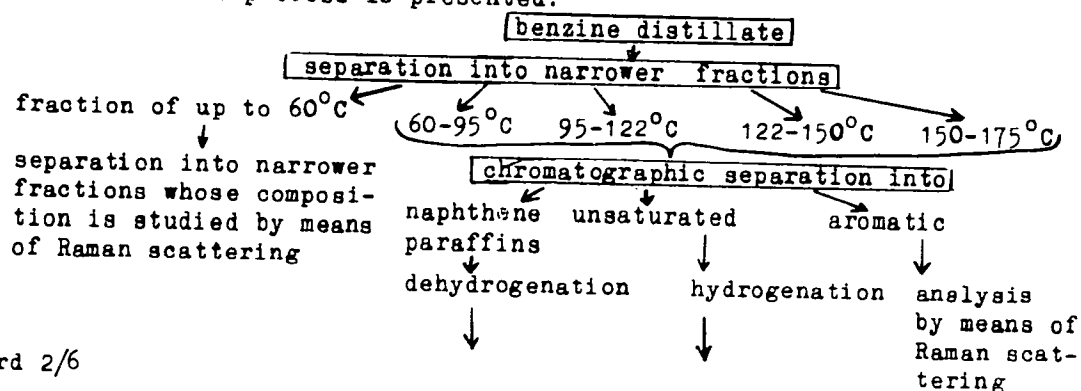 is presented.
benzine distillate
separation into narrower fractions
fraction of up to 60°C
60-95°C 95-122°C 122-150°C 150-175°C
separation into narrower
fractions whose composi-
tion is studied by means
of Raman scattering
chromatographic separation into
naphthene
paraffins
unsaturated
aromatic
dehydrogenation
hydrogenation
analysis
by means of
Raman scat-
tering
rd 2/6